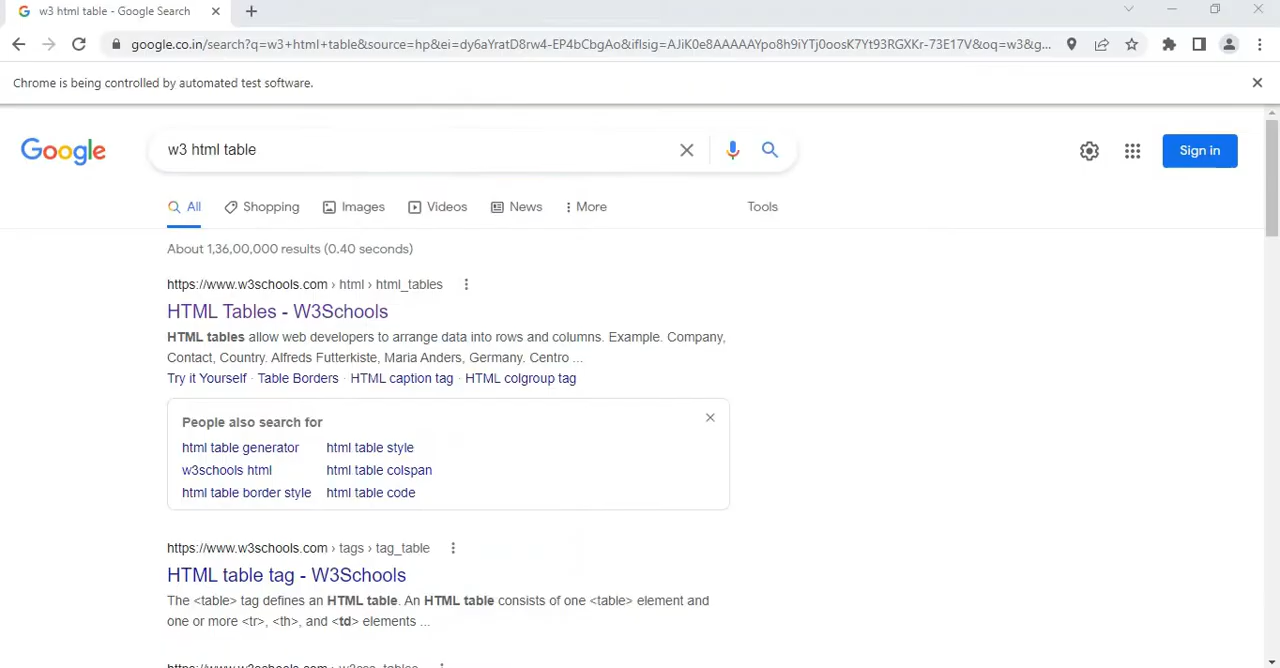 w3 html table - Google Search
google.co.in/search?q=w3+html+table&source=hp&ei=dy6aYratD8rw4-EP4bCbgAo&iflsig=AJiK0e8AAAAAYpo8h9iYTj0oosK7Yt93RGXKr-73E17V&oq=w3&g...
Chrome is being controlled by automated test software.
Google
w3 html table
Sign in
All Shopping Images Videos News More Tools
About 1,36,00,000 results (0.40 seconds)
https://www.w3schools.com › html › html_tables
HTML Tables - W3Schools
HTML tables allow web developers to arrange data into rows and columns. Example. Company,
Contact, Country. Alfreds Futterkiste, Maria Anders, Germany. Centro ...
Try it Yourself · Table Borders · HTML caption tag · HTML colgroup tag
People also search for
html table generator html table style
w3schools html html table colspan
html table border style html table code
https://www.w3schools.com › tags › tag_table
HTML table tag - W3Schools
The <table> tag defines an HTML table. An HTML table consists of one <table> element and
one or more <tr>, <th>, and <td> elements ...
https://www.w3schools.com